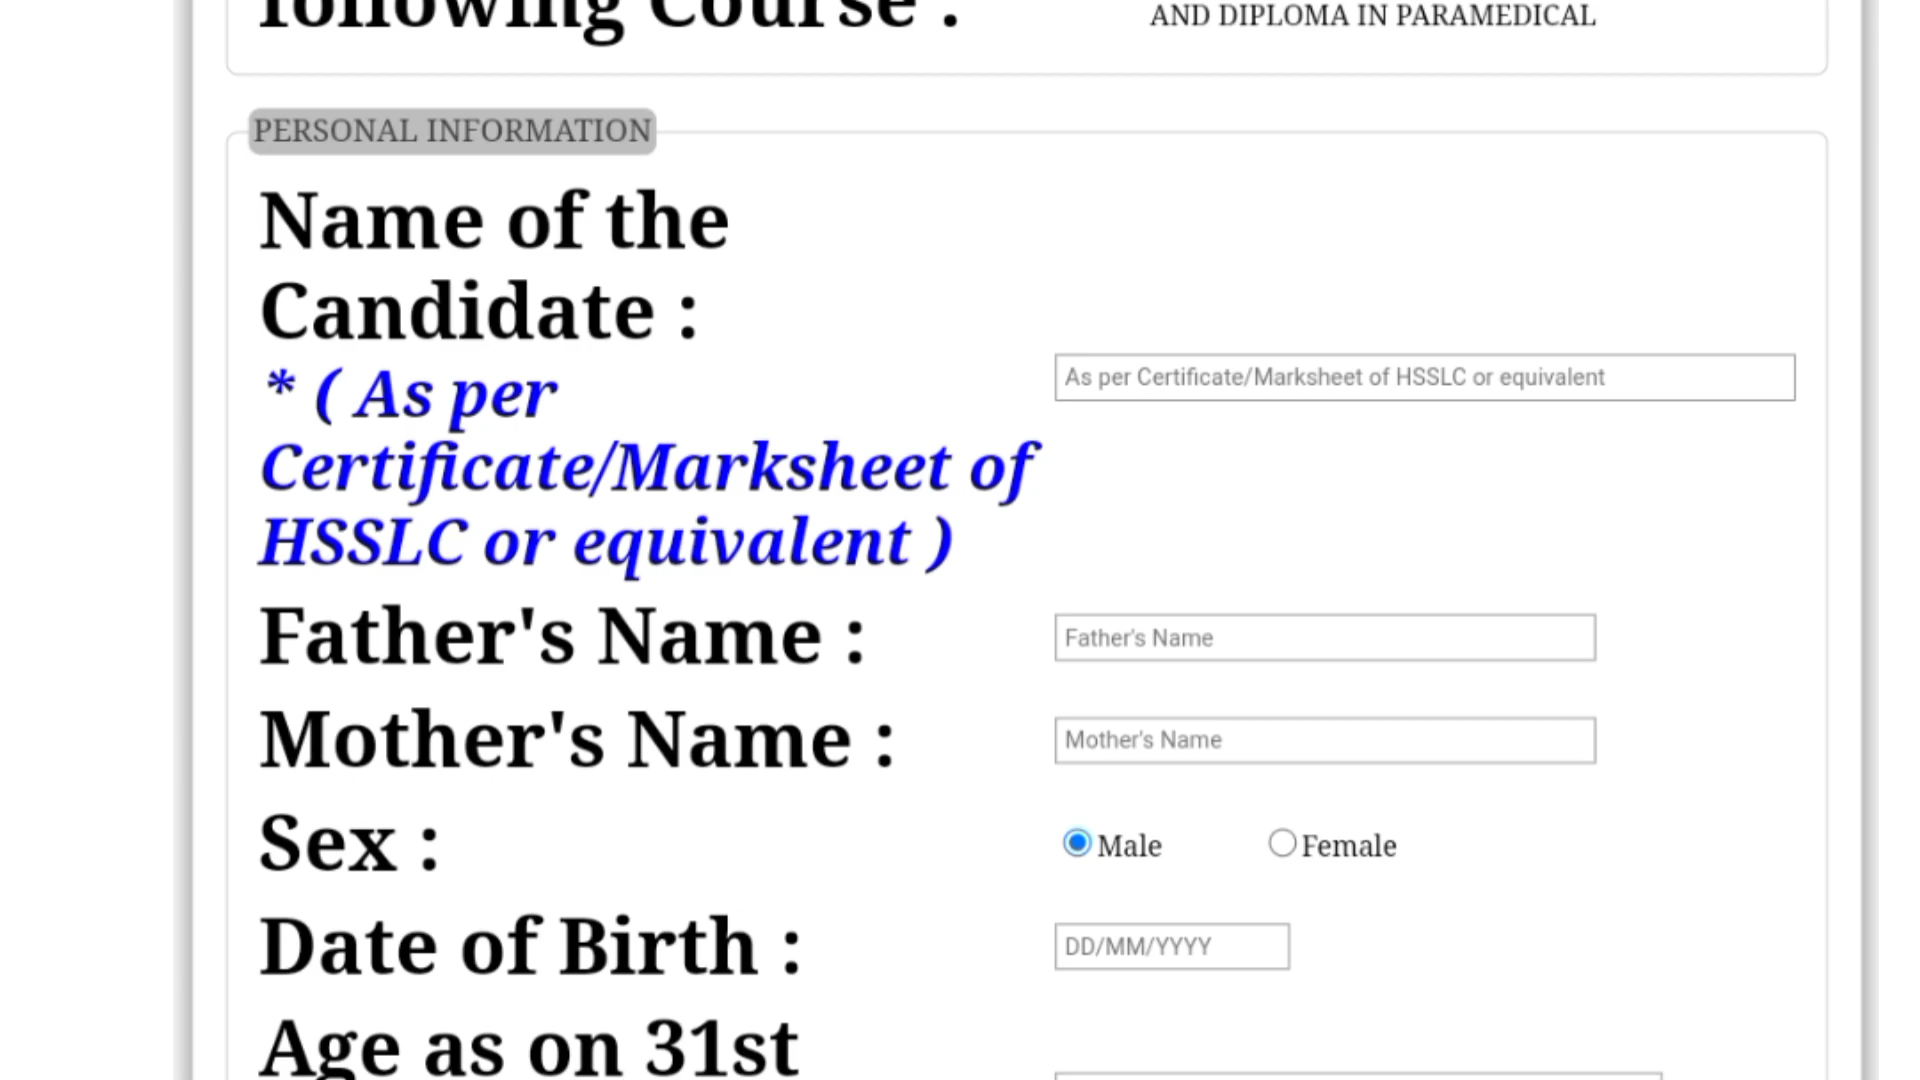 following Course :
AND DIPLOMA IN PARAMEDICAL
PERSONAL INFORMATION
Name of the
Candidate :
* ( As per
Certificate/Marksheet of
HSSLC or equivalent )
As per Certificate/Marksheet of HSSLC or equivalent
Father's Name :
Father's Name
Mother's Name :
Mother's Name
Sex :
Male
Female
Date of Birth :
DD/MM/YYYY
Age as on 31st